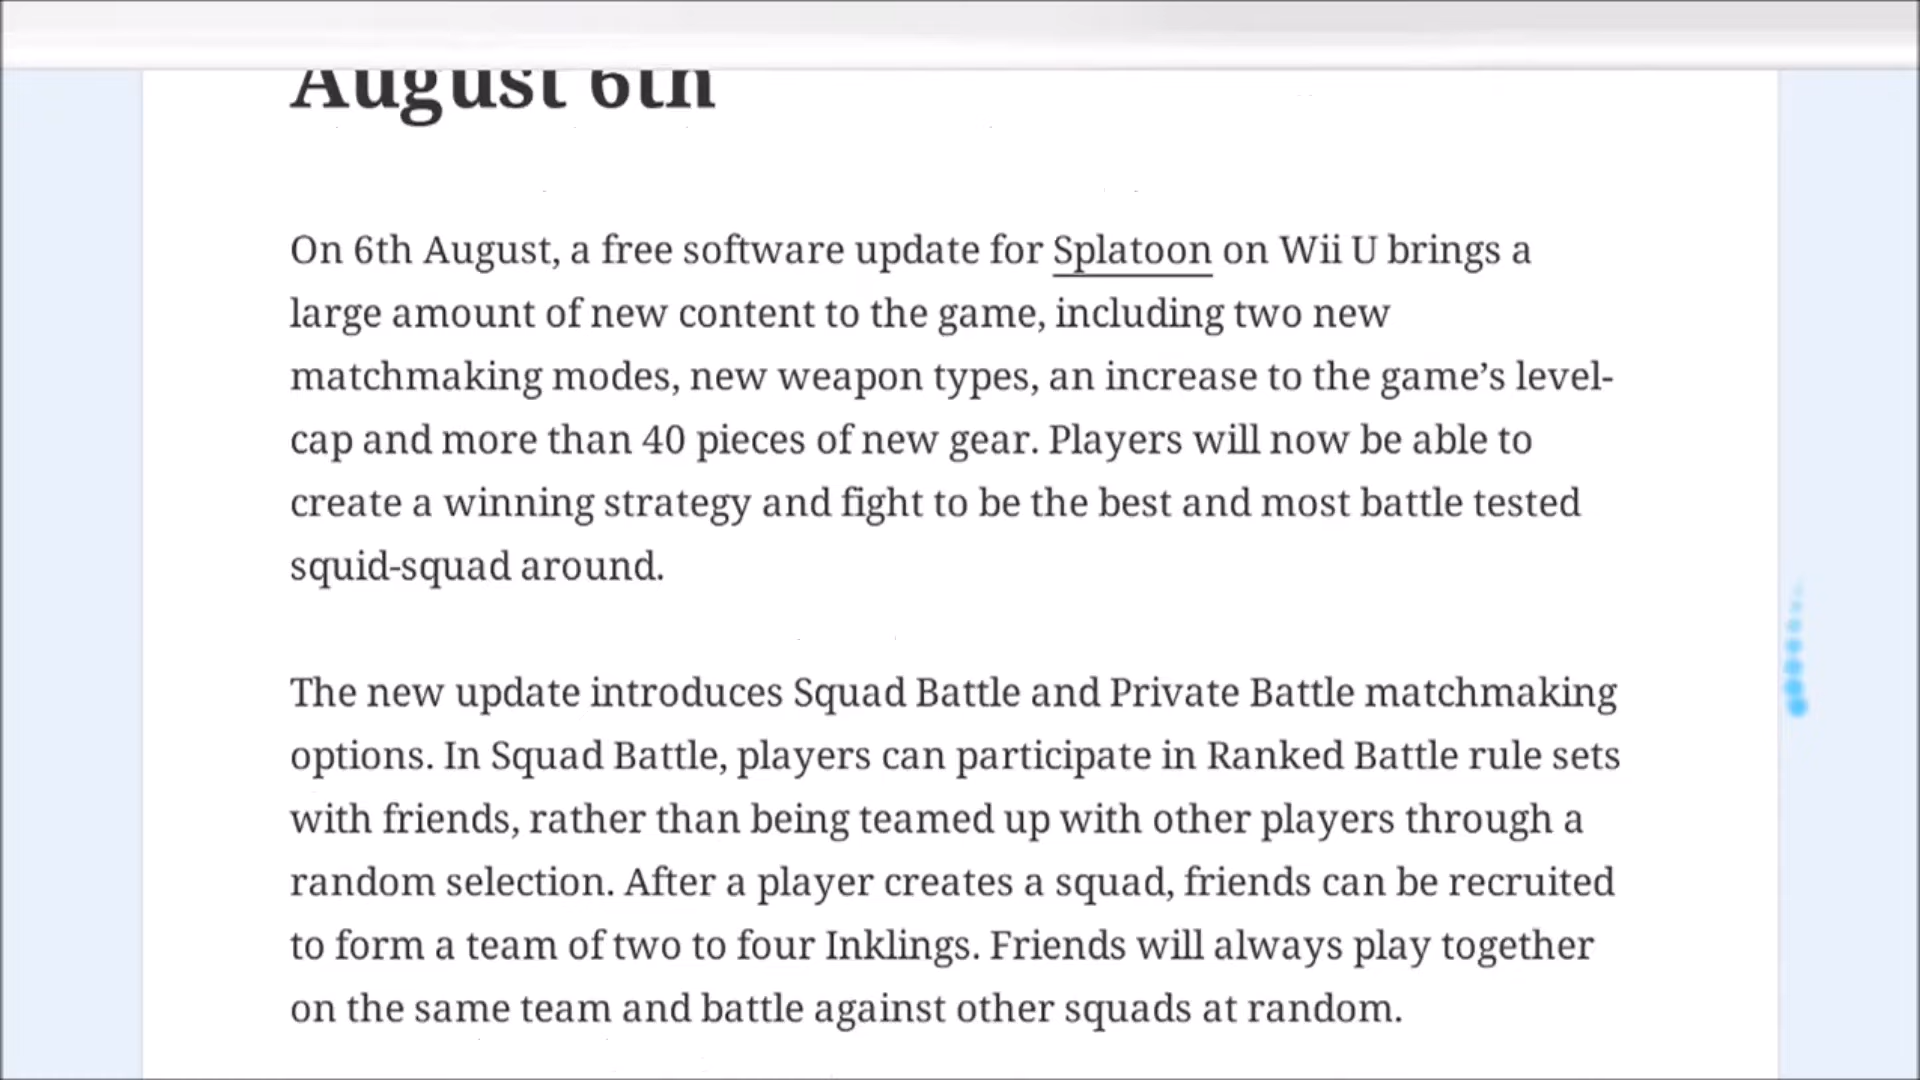 August 6th
On 6th August, a free software update for Splatoon on Wii U brings a
large amount of new content to the game, including two new
matchmaking modes, new weapon types, an increase to the game’s level-
cap and more than 40 pieces of new gear. Players will now be able to
create a winning strategy and fight to be the best and most battle tested
squid-squad around.
The new update introduces Squad Battle and Private Battle matchmaking
options. In Squad Battle, players can participate in Ranked Battle rule sets
with friends, rather than being teamed up with other players through a
random selection. After a player creates a squad, friends can be recruited
to form a team of two to four Inklings. Friends will always play together
on the same team and battle against other squads at random.